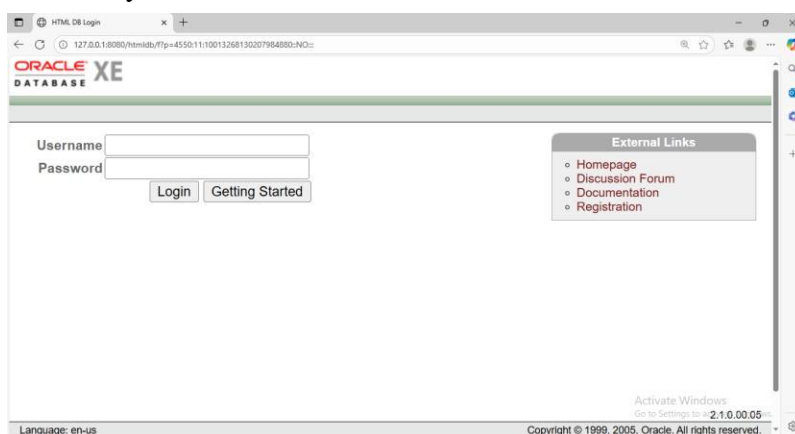 HTML DB Login
127.0.0.1:8080/htmldb/f?p=4550:11:10013268130207984880::NO:::
ORACLE XE
DATABASE
Username
Password
Login Getting Started
External Links
Homepage
Discussion Forum
Documentation
Registration
Activate Windows
Go to Settings to
2.1.0.00.05
Language: en-us Copyright © 1999, 2005, Oracle. All rights reserved.